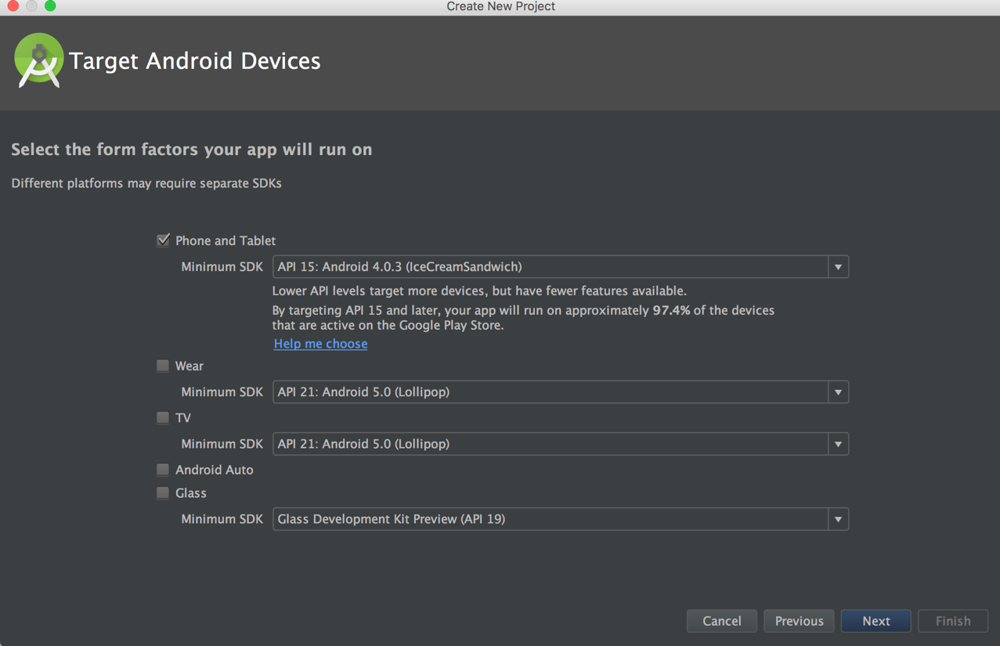 Create New Project
Target Android Devices
Select the form factors your app will run on
Different platforms may require separate SDKs
Phone and Tablet
Minimum SDK API 15: Android 4.0.3 (IceCreamSandwich)
Lower API levels target more devices, but have fewer features available.
By targeting API 15 and later, your app will run on approximately 97.4% of the devices
that are active on the Google Play Store.
Help me choose
Wear
Minimum SDK API 21: Android 5.0 (Lollipop)
TV
Minimum SDK API 21: Android 5.0 (Lollipop)
Android Auto
Glass
Minimum SDK Glass Development Kit Preview (API 19)
Cancel Previous Next Finish